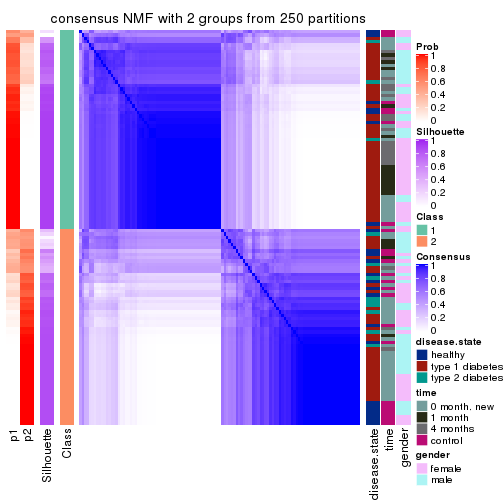 consensus NMF with 2 groups from 250 partitions
Prob
1
0.8
0.6
0.4
0.2
0
Silhouette
1
0.8
0.6
0.4
0.2
0
Class
1
2
Consensus
1
0.8
0.6
0.4
0.2
0
disease.state
healthy
type 1 diabetes
type 2 diabetes
time
0 month. new
1 month
4 months
control
gender
female
male
p1
p2
Silhouette
Class
disease.state
time
gender